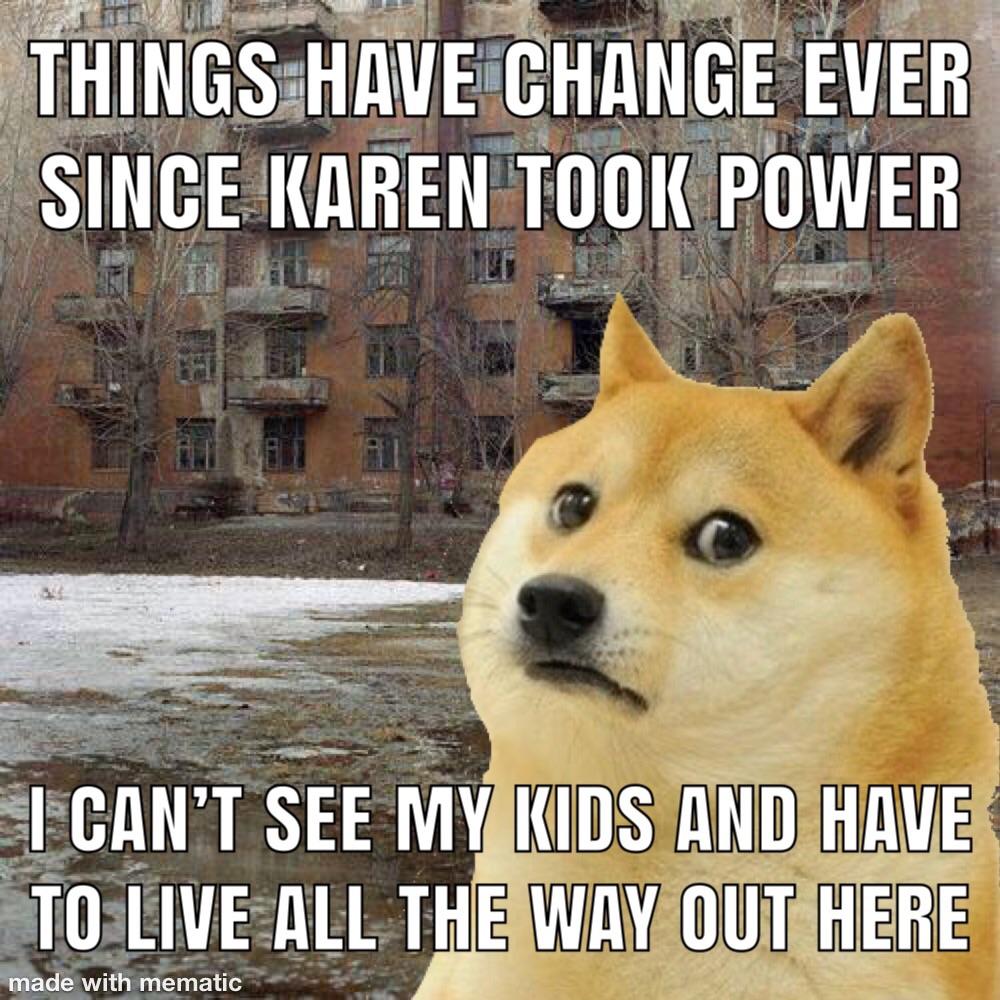 THINGS HAVE CHANGE EVER
SINCE KAREN TOOK POWER
I CAN'T SEE MY KIDS AND HAVE
TO LIVE ALL THE WAY OUT HERE
made with mematic